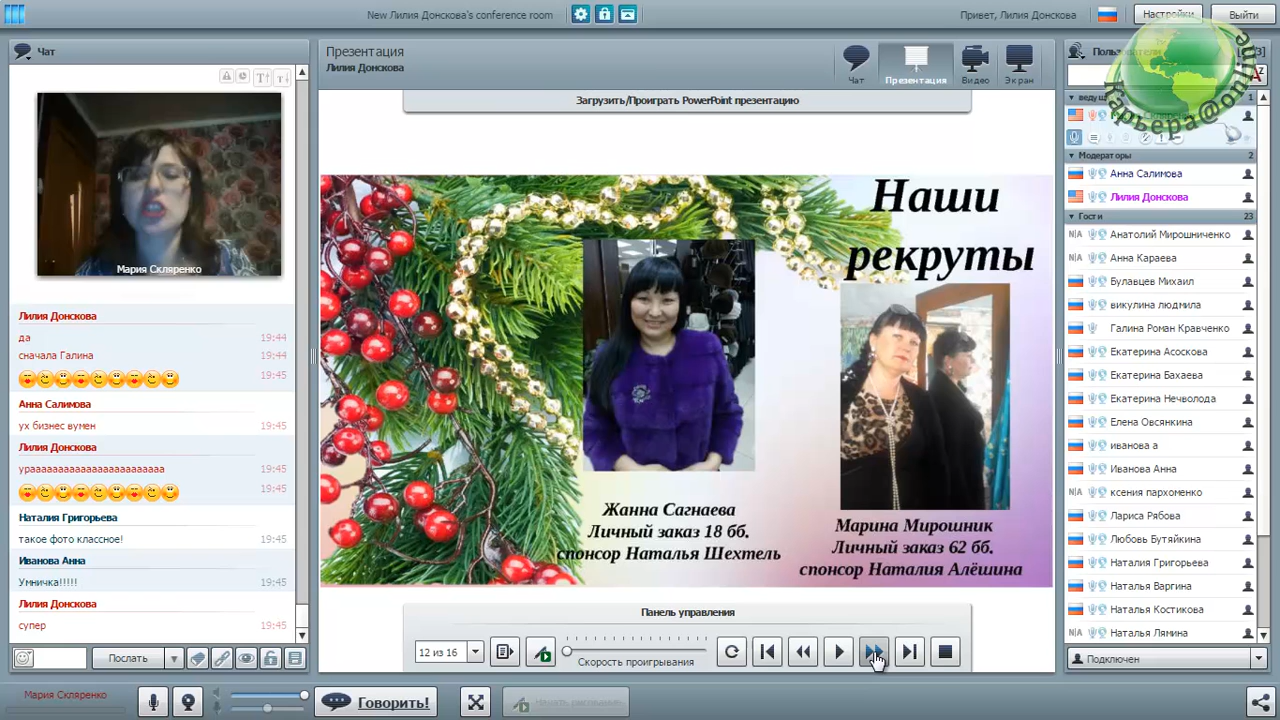 New Лилия Донскова's conference room
Привет, Лилия Донскова
Настройки
Выйти
Чат
Мария Скляренко
Лилия Донскова
да 19:44
сначала Галина 19:44
19:45
Анна Салимова
ух бизнес вумен 19:45
Лилия Донскова
ураааааааааааааааааааааааа 19:45
19:45
Наталия Григорьева
такое фото классное! 19:45
Иванова Анна
Умничка!!!!! 19:45
Лилия Донскова
супер 19:45
Послать
Презентация
Лилия Донскова
Чат
Презентация
Видео
Экран
Загрузить/Проиграть PowerPoint презентацию
Наши
рекруты
Жанна Сагнаева
Личный заказ 18 бб.
спонсор Наталья Шехтель
Марина Мирошник
Личный заказ 62 бб.
спонсор Наталия Алёшина
Панель управления
12 из 16
Скорость проигрывания
карьера@online
Модераторы 2
Анна Салимова
Лилия Донскова
Гости 23
N/A Анатолий Мирошниченко
N/A Анна Караева
Булавцев Михаил
викулина людмила
Галина Роман Кравченко
Екатерина Асоскова
Екатерина Бахаева
Екатерина Нечволода
Елена Овсянкина
иванова а
Иванова Анна
N/A ксения пархоменко
Лариса Рябова
Любовь Бутяйкина
Наталия Григорьева
Наталья Варгина
Наталья Костикова
N/A Наталья Лямина
Подключен
Мария Скляренко
Говорить!
Начать рисование